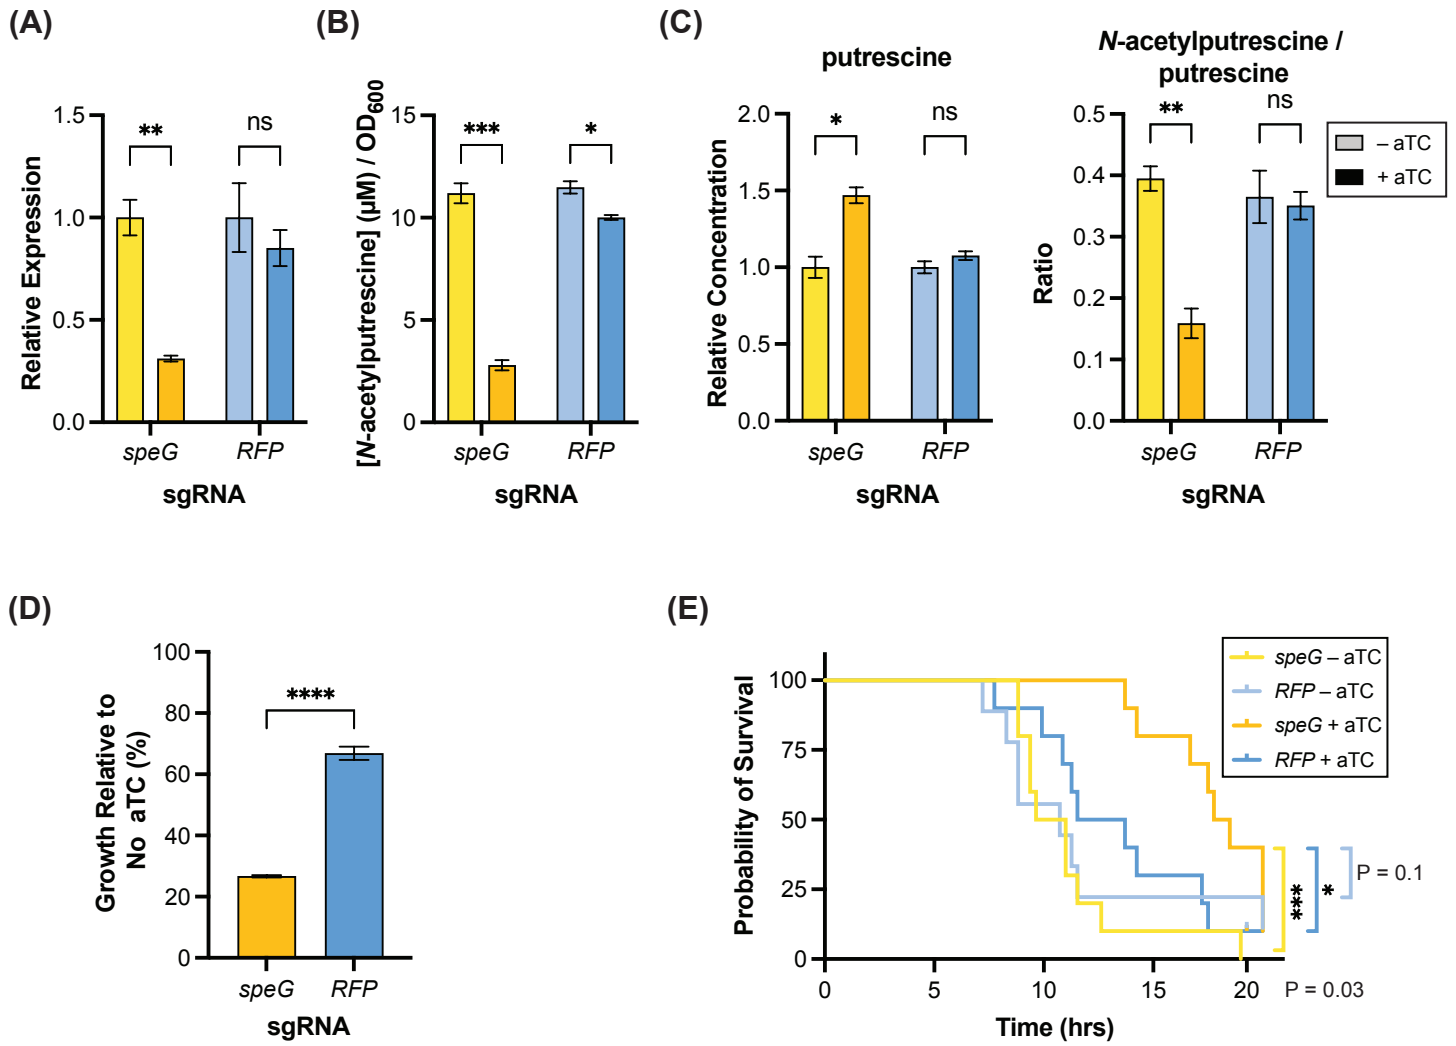 (A)
Relative Expression
1.5
1.0
0.5
0.0
**
ns
speG
RFP
sgRNA
(B)
[N-acetylputrescine] (μM) / OD600
15
10
5
0
***
*
speG
RFP
sgRNA
(C)
putrescine
Relative Concentration
2.0
1.5
1.0
0.5
0.0
*
ns
speG
RFP
sgRNA
N-acetylputrescine /
putrescine
Ratio
0.5
0.4
0.3
0.2
0.1
0.0
**
ns
speG
RFP
sgRNA
– aTC
+ aTC
(D)
Growth Relative to
No aTC (%)
100
80
60
40
20
0
****
speG
RFP
sgRNA
(E)
Probability of Survival
100
75
50
25
0
0
5
10
15
20
Time (hrs)
speG – aTC
RFP – aTC
speG + aTC
RFP + aTC
***
*
P = 0.1
P = 0.03